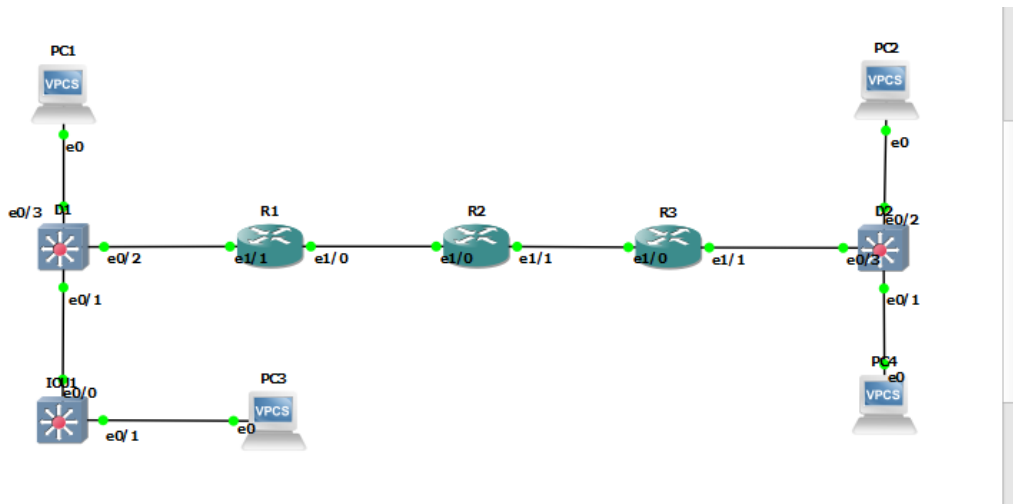 PC1
PC2
VPCS
VPCS
e0
e0
e0/3 D1
R1
R2
R3
D2
e0/2
e0/2
e1/1
e1/0
e1/0
e1/1
e1/0
e1/1
e0/3
e0/1
e0/1
PC4
e0
IOU1
e0/0
PC3
VPCS
VPCS
e0/1
e0